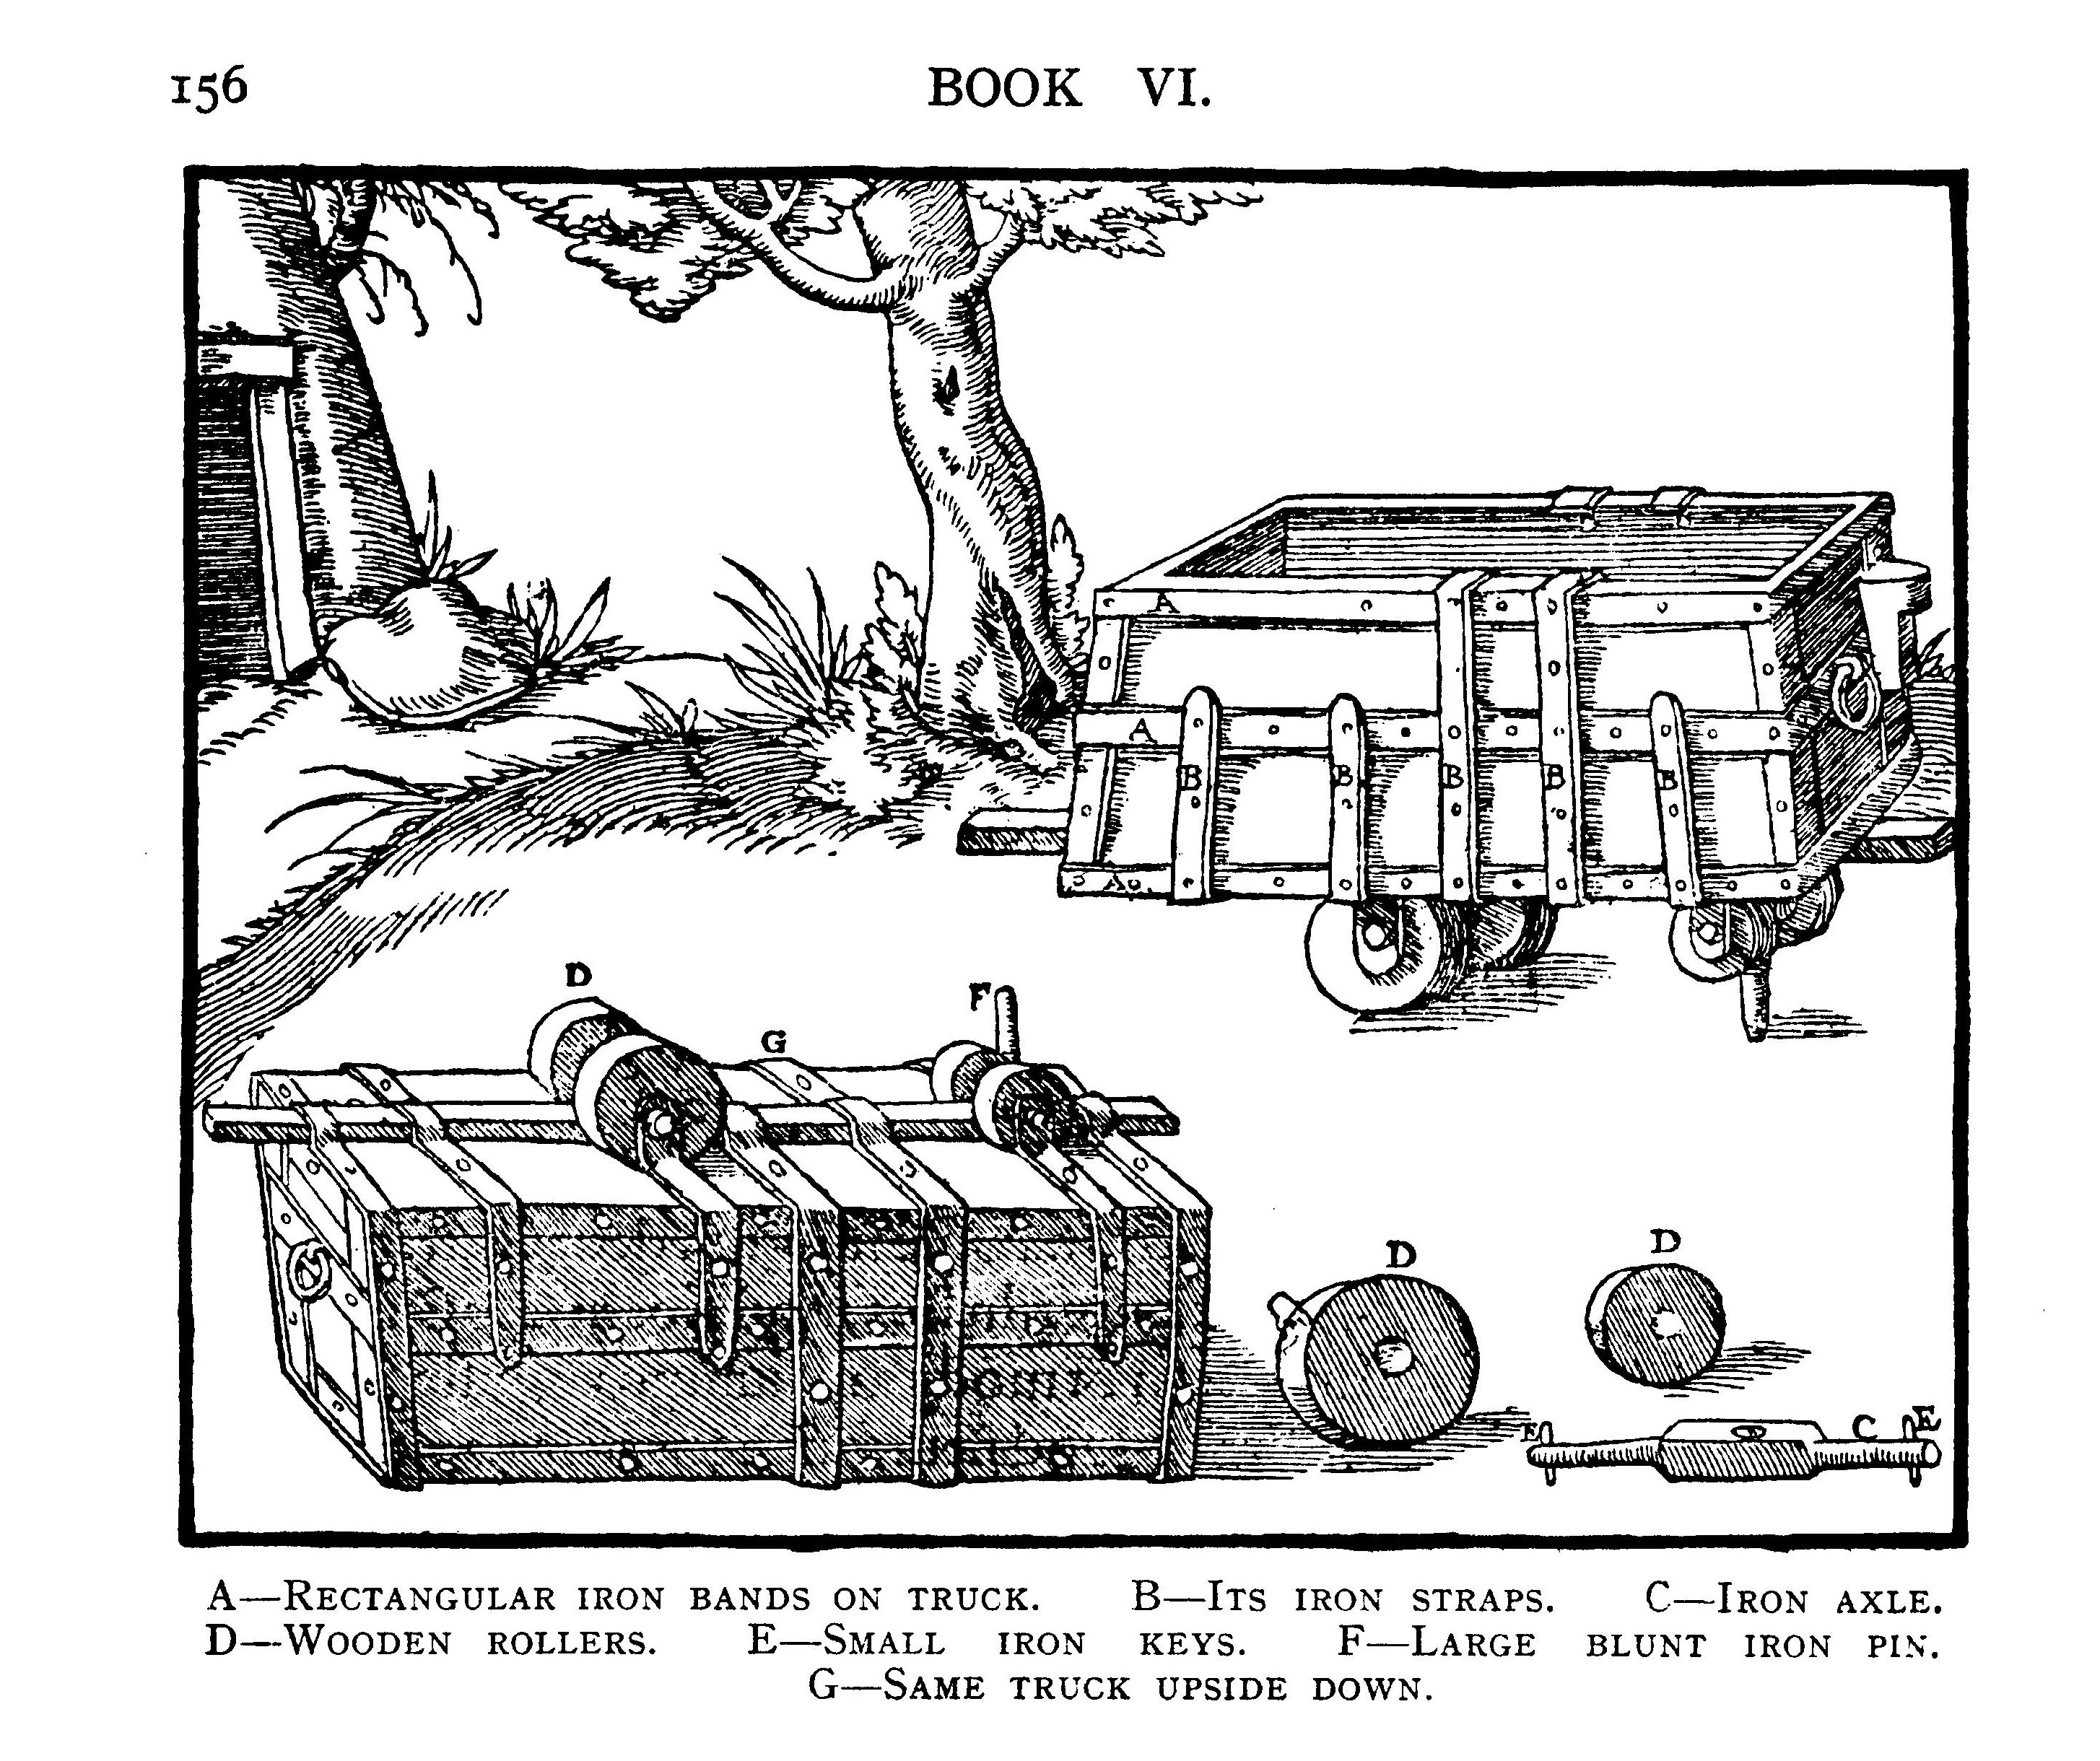 156 BOOK VI.
A
A
B B B B B
A
D
F
G
D
D
E C E
A—Rectangular iron bands on truck. B—Its iron straps. C—Iron axle.
D—Wooden rollers. E—Small iron keys. F—Large blunt iron pin.
G—Same truck upside down.